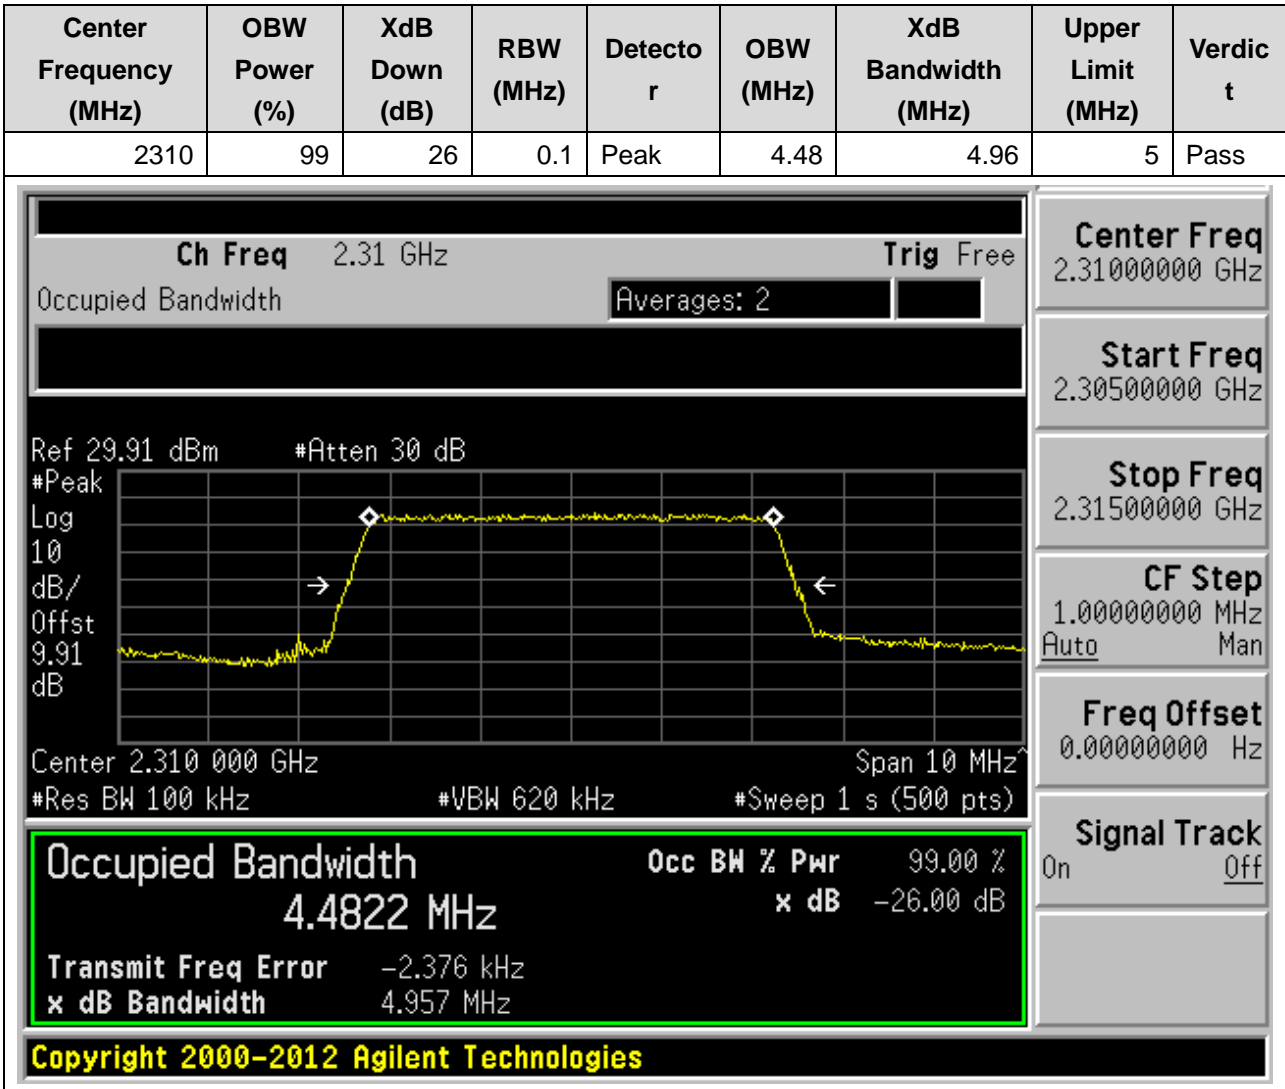 Center Frequency (MHz) OBW Power (%) XdB Down (dB) RBW (MHz) Detecto r OBW (MHz) XdB Bandwidth (MHz) Upper Limit (MHz) Verdic t
2310 99 26 0.1 Peak 4.48 4.96 5 Pass
Ch Freq 2.31 GHz Trig Free
Occupied Bandwidth Averages: 2
Ref 29.91 dBm #Atten 30 dB
#Peak
Log
10
dB/
Offst
9.91
dB
Center 2.310 000 GHz Span 10 MHz^
#Res BW 100 kHz #VBW 620 kHz #Sweep 1 s (500 pts)
Occupied Bandwidth Occ BW % Pwr 99.00 %
4.4822 MHz x dB -26.00 dB
Transmit Freq Error -2.376 kHz
x dB Bandwidth 4.957 MHz
Copyright 2000-2012 Agilent Technologies
Center Freq
2.31000000 GHz
Start Freq
2.30500000 GHz
Stop Freq
2.31500000 GHz
CF Step
1.00000000 MHz
Auto Man
Freq Offset
0.00000000 Hz
Signal Track
On Off